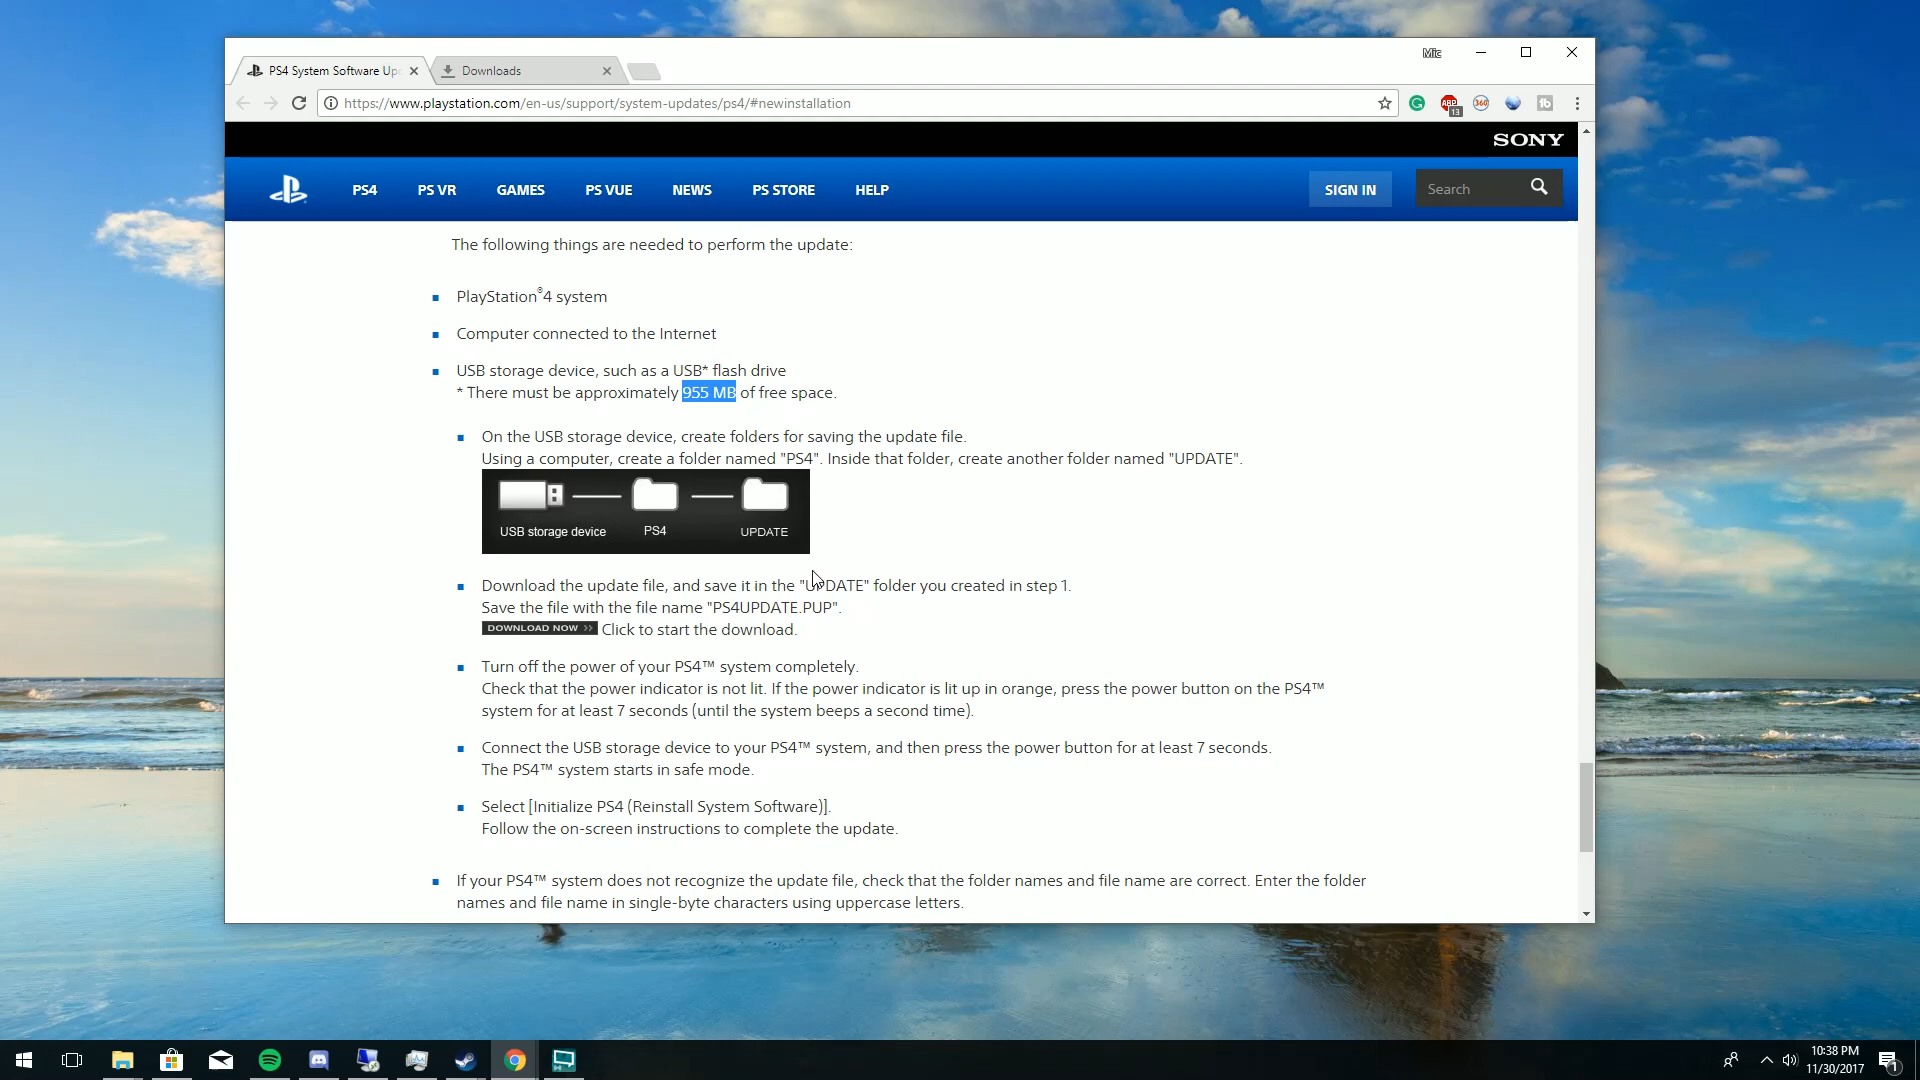 Mic
PS4 System Software Upd
Downloads
https://www.playstation.com/en-us/support/system-updates/ps4/#newinstallation
ABP
13
360
tb
SONY
PS4
PS VR
GAMES
PS VUE
NEWS
PS STORE
HELP
SIGN IN
Search
The following things are needed to perform the update:
PlayStation®4 system
Computer connected to the Internet
USB storage device, such as a USB* flash drive
* There must be approximately 955 MB of free space.
On the USB storage device, create folders for saving the update file.
Using a computer, create a folder named "PS4". Inside that folder, create another folder named "UPDATE".
USB storage device
PS4
UPDATE
Download the update file, and save it in the "UPDATE" folder you created in step 1.
Save the file with the file name "PS4UPDATE.PUP".
DOWNLOAD NOW >> Click to start the download.
Turn off the power of your PS4™ system completely.
Check that the power indicator is not lit. If the power indicator is lit up in orange, press the power button on the PS4™
system for at least 7 seconds (until the system beeps a second time).
Connect the USB storage device to your PS4™ system, and then press the power button for at least 7 seconds.
The PS4™ system starts in safe mode.
Select [Initialize PS4 (Reinstall System Software)].
Follow the on-screen instructions to complete the update.
If your PS4™ system does not recognize the update file, check that the folder names and file name are correct. Enter the folder
names and file name in single-byte characters using uppercase letters.
10:38 PM
11/30/2017
1